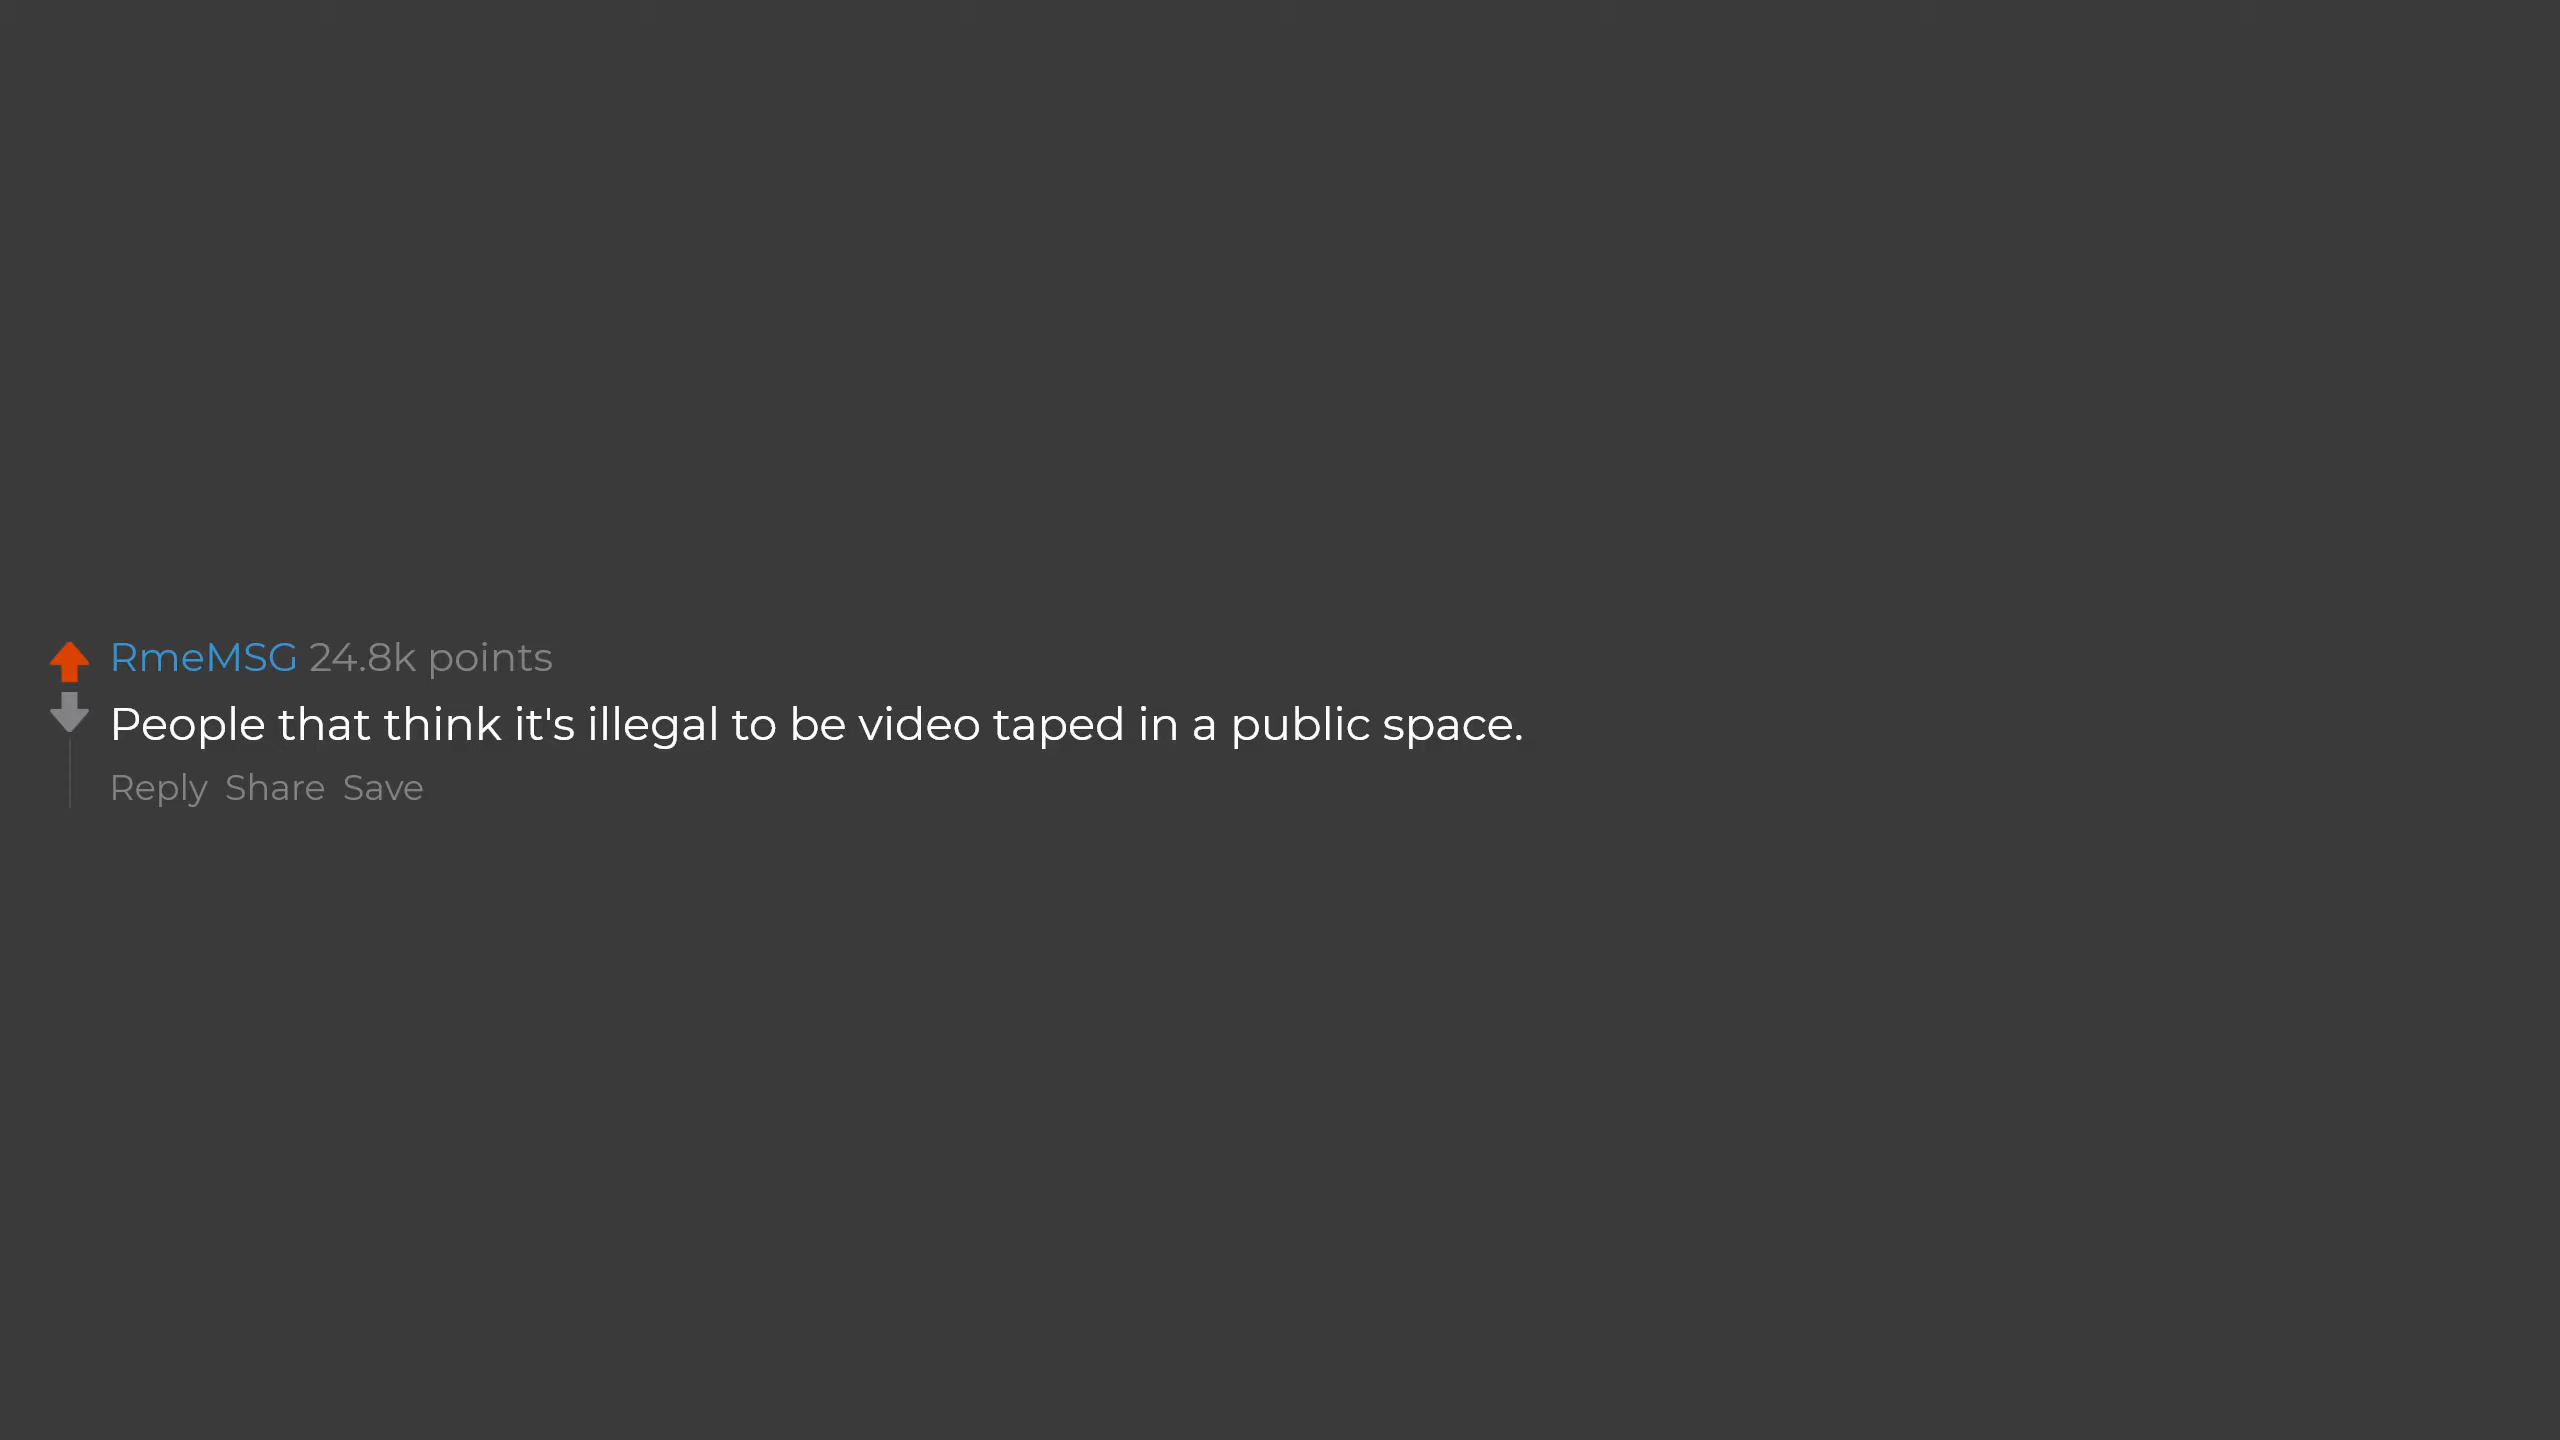 RmeMSG 24.8k points
People that think it's illegal to be video taped in a public space.
Reply Share Save